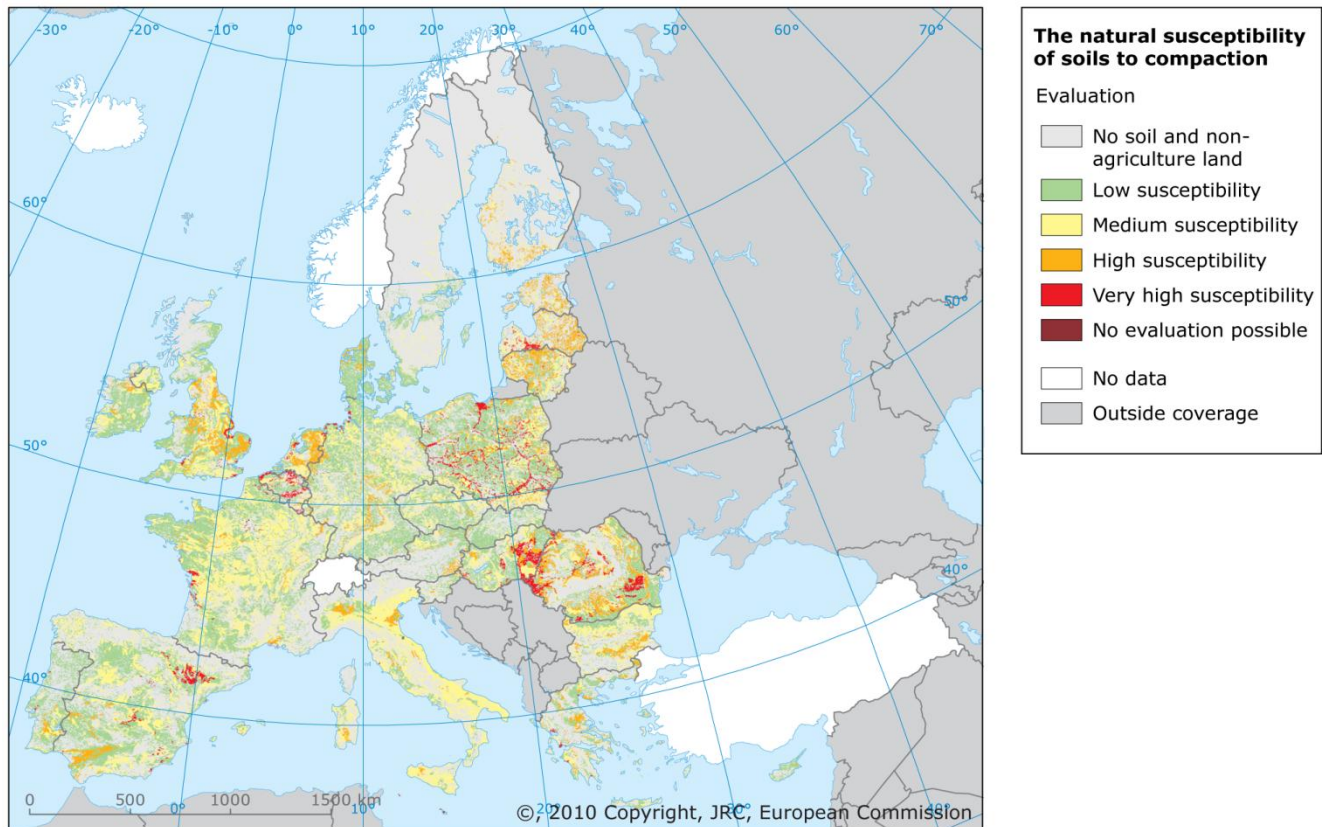 -30°
-20°
-10°
0°
10°
20°
30°
40°
50°
60°
70°
60°
50°
50°
40°
40°
0°
10°
20°
30°
40°
0 500 1000 1500 km
©, 2010 Copyright, JRC, European Commission
The natural susceptibility
of soils to compaction
Evaluation
No soil and non-
agriculture land
Low susceptibility
Medium susceptibility
High susceptibility
Very high susceptibility
No evaluation possible
No data
Outside coverage